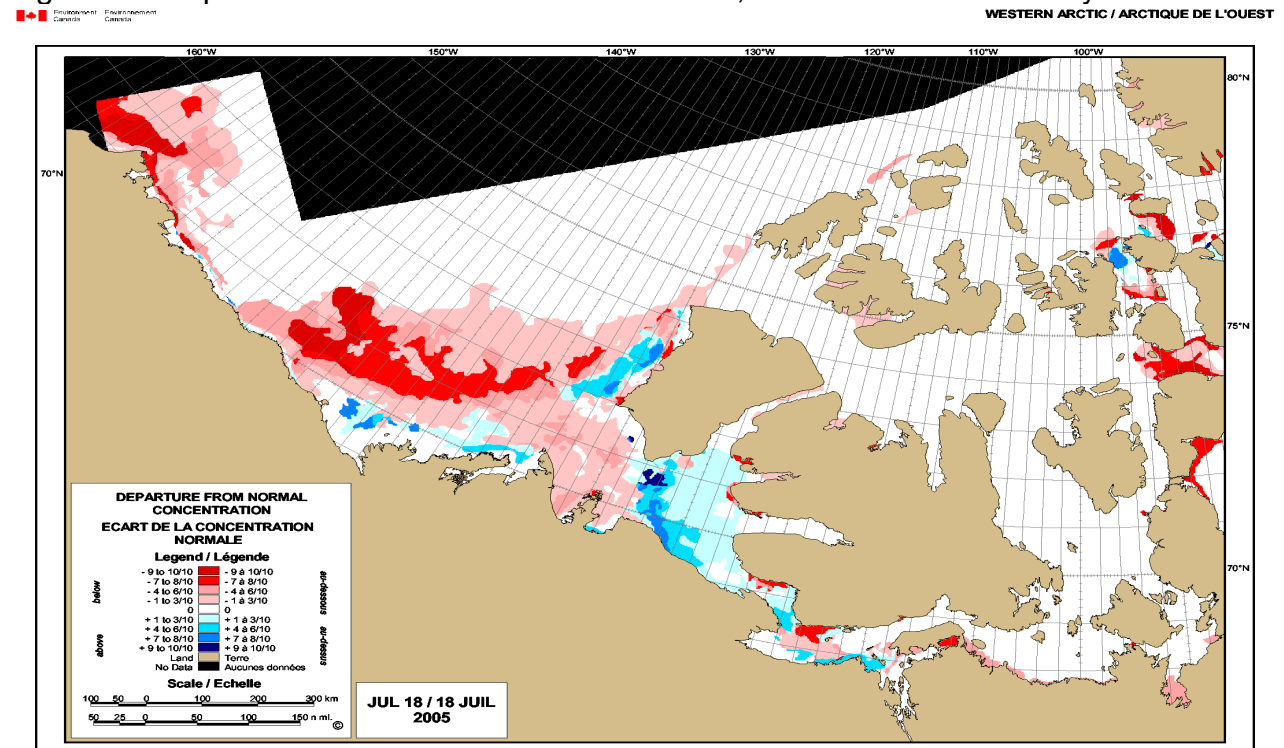 Environment Environnement
Canada Canada
WESTERN ARCTIC / ARCTIQUE DE L'OUEST
160°W 150°W 140°W 130°W 120°W 110°W 100°W
80°N
70°N
75°N
70°N
DEPARTURE FROM NORMAL
CONCENTRATION
ECART DE LA CONCENTRATION
NORMALE
Legend / Légende
below
above
- 9 to 10/10 - 9 à 10/10
- 7 to 8/10 - 7 à 8/10
- 4 to 6/10 - 4 à 6/10
- 1 to 3/10 - 1 à 3/10
0 0
+ 1 to 3/10 + 1 à 3/10
+ 4 to 6/10 + 4 à 6/10
+ 7 to 8/10 + 7 à 8/10
+ 9 to 10/10 + 9 à 10/10
Land Terre
No Data Aucunes données
au-dessous
au-dessus
Scale / Echelle
100 50 0 100 200 300 km
50 25 0 50 100 150 n mi.
©
JUL 18 / 18 JUIL
2005